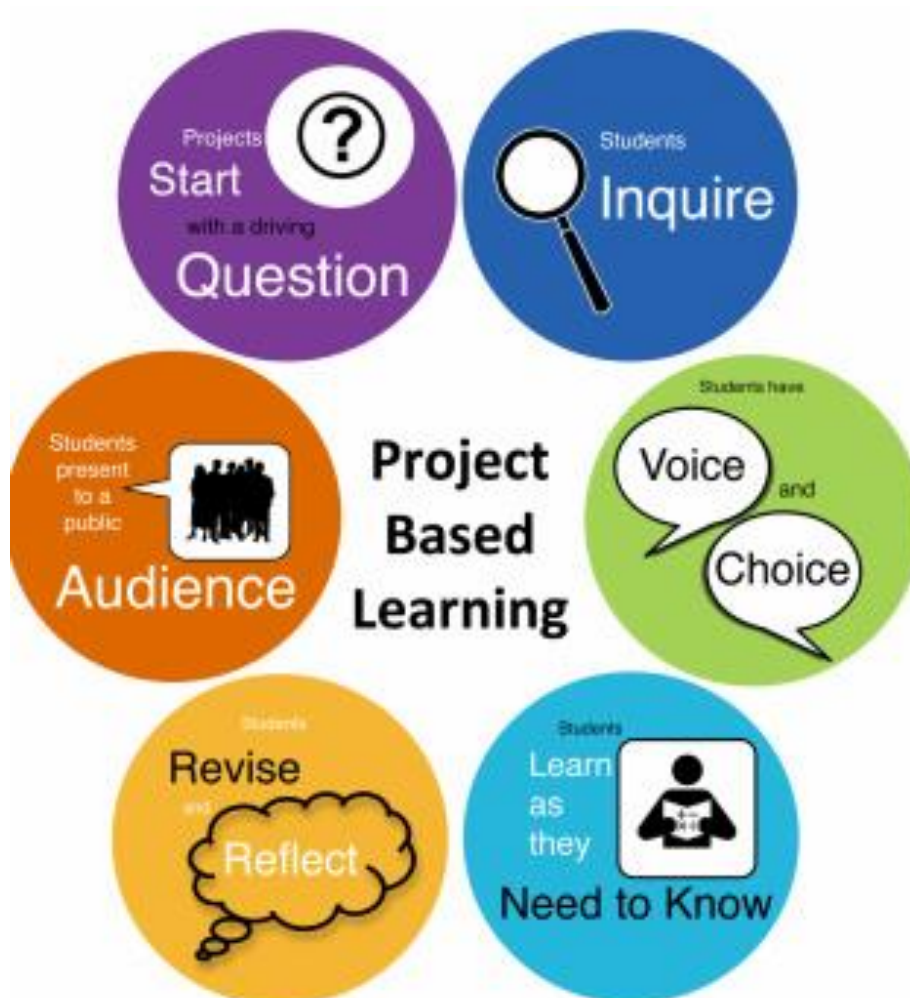 Projects
Start
with a driving
Question
Students
Inquire
Students have
Voice
and
Choice
Students
Learn
as
they
Need to Know
Students
Revise
and
Reflect
Students
present
to a
public
Audience
Project
Based
Learning